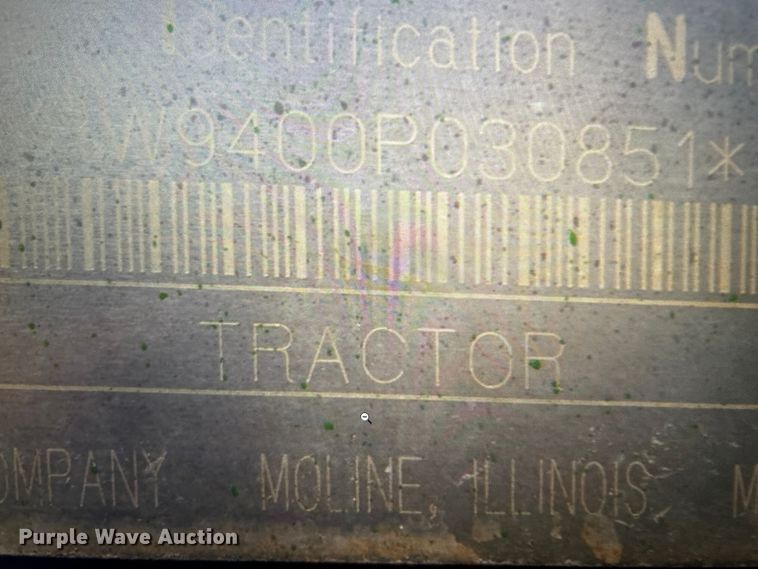 Identification Num
W9400P030851*
TRACTOR
OMPANY MOLINE, ILLINOIS M
Purple Wave Auction